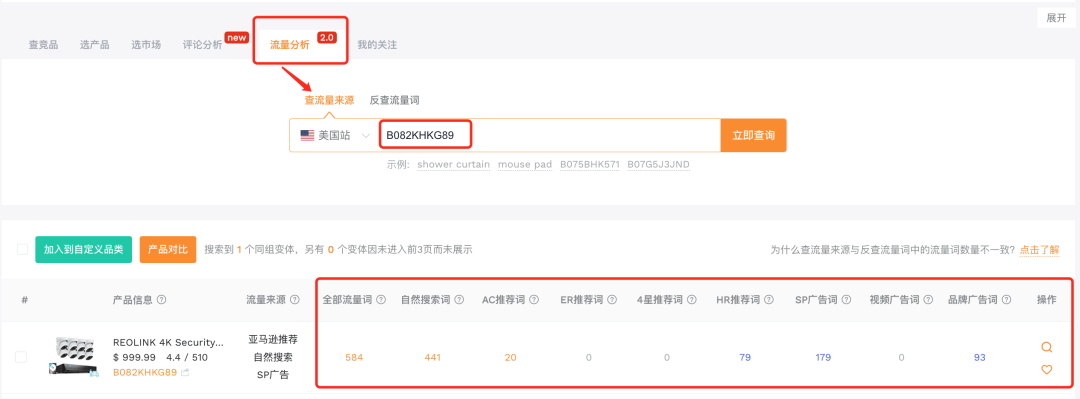 展开
查竞品 选产品 选市场 评论分析 new 流量分析 2.0 我的关注
查流量来源 反查流量词
美国站 B082KHKG89 立即查询
示例: shower curtain mouse pad B075BHK571 B07G5J3JND
加入到自定义品类 产品对比 搜索到 1 个同组变体，另有 0 个变体因未进入前3页而未展示 为什么查流量来源与反查流量词中的流量词数量不一致? 点击了解
# 产品信息 流量来源 全部流量词 自然搜索词 AC推荐词 ER推荐词 4星推荐词 HR推荐词 SP广告词 视频广告词 品牌广告词 操作
REOLINK 4K Security... 亚马逊推荐
$ 999.99 4.4 / 510 自然搜索 584 441 20 0 0 79 179 0 93
B082KHKG89 SP广告